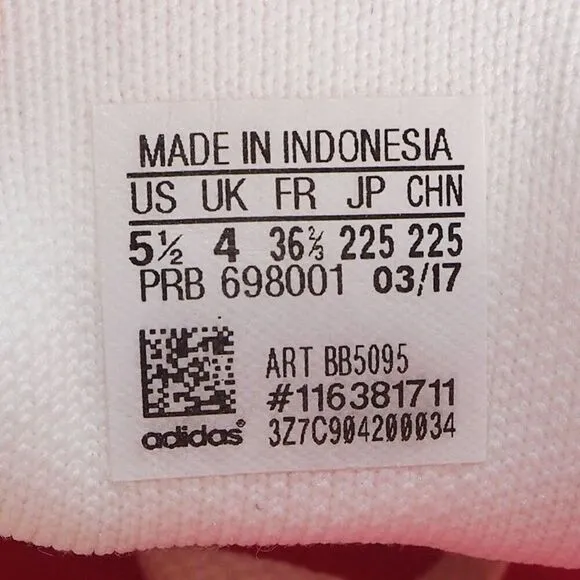 MADE IN INDONESIA
US UK FR JP CHN
5½ 4 36⅔ 225 225
PRB 698001 03/17
ART BB5095
#116381711
adidas® 3Z7C904200034